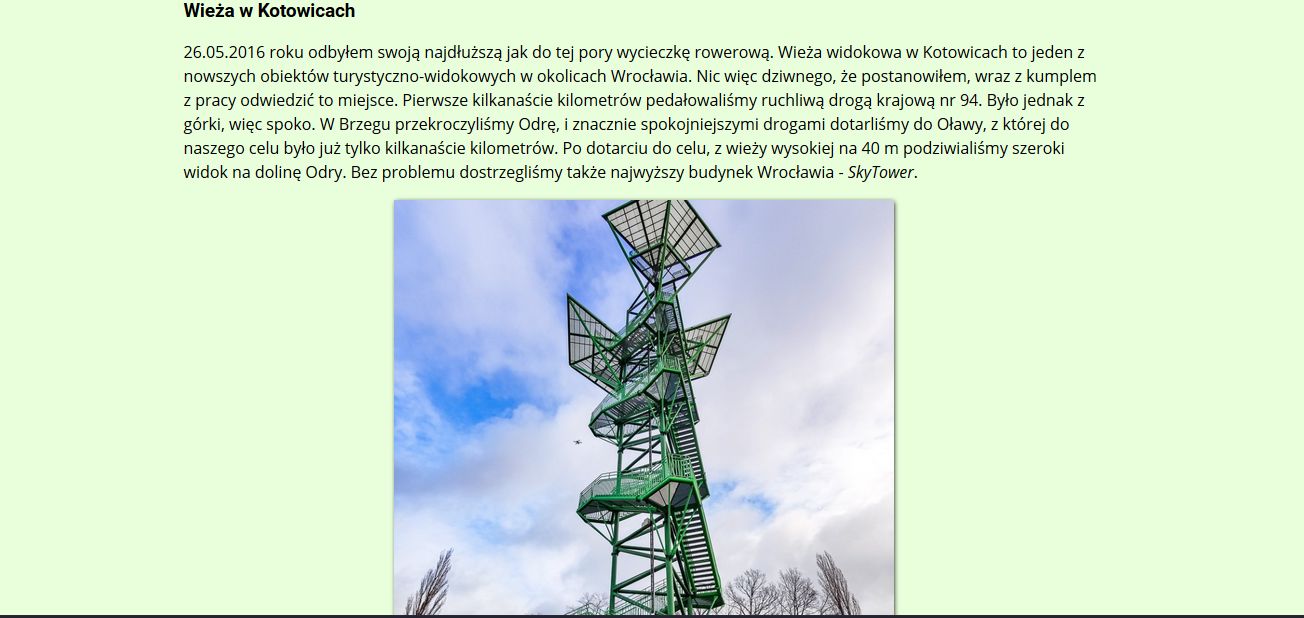 Wieża w Kotowicach
26.05.2016 roku odbyłem swoją najdłuższą jak do tej pory wycieczkę rowerową. Wieża widokowa w Kotowicach to jeden z
nowszych obiektów turystyczno-widokowych w okolicach Wrocławia. Nic więc dziwnego, że postanowiłem, wraz z kumplem
z pracy odwiedzić to miejsce. Pierwsze kilkanaście kilometrów pedałowaliśmy ruchliwą drogą krajową nr 94. Było jednak z
górki, więc spoko. W Brzegu przekroczyliśmy Odrę, i znacznie spokojniejszymi drogami dotarliśmy do Oławy, z której do
naszego celu było już tylko kilkanaście kilometrów. Po dotarciu do celu, z wieży wysokiej na 40 m podziwialiśmy szeroki
widok na dolinę Odry. Bez problemu dostrzegliśmy także najwyższy budynek Wrocławia - SkyTower.